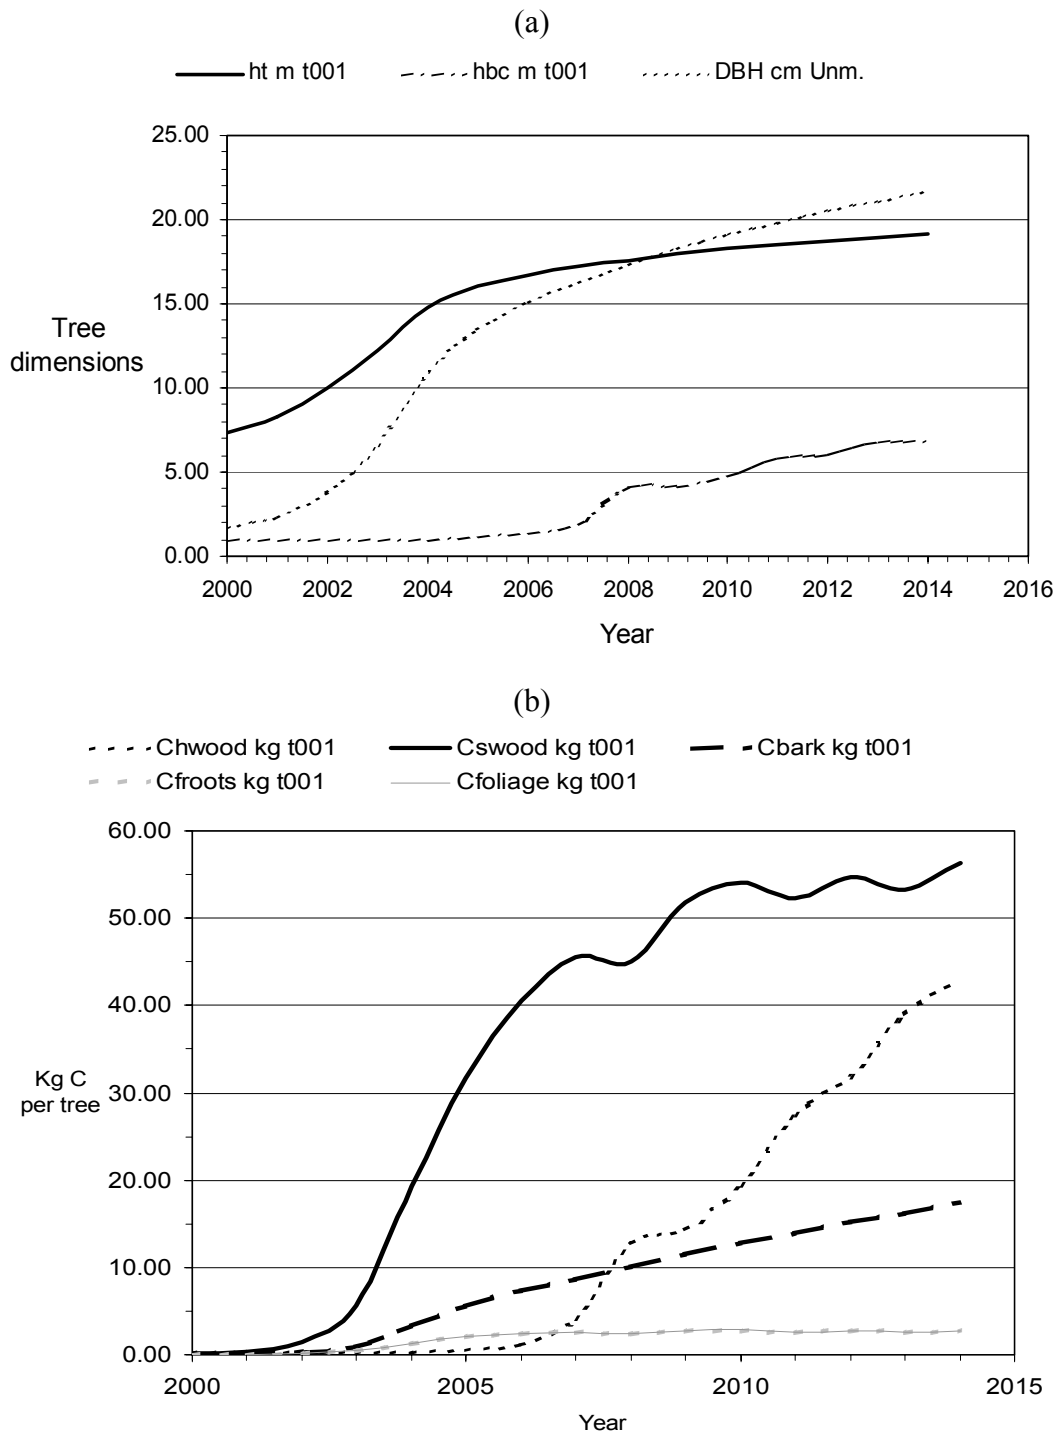 (a)
ht m t001 hbc m t001 DBH cm Unm.
25.00
20.00
15.00
10.00
5.00
0.00
Tree
dimensions
2000 2002 2004 2006 2008 2010 2012 2014 2016
Year
(b)
Chwood kg t001 Cswood kg t001 Cbark kg t001
Cfroots kg t001 Cfoliage kg t001
60.00
50.00
40.00
30.00
20.00
10.00
0.00
Kg C
per tree
2000 2005 2010 2015
Year